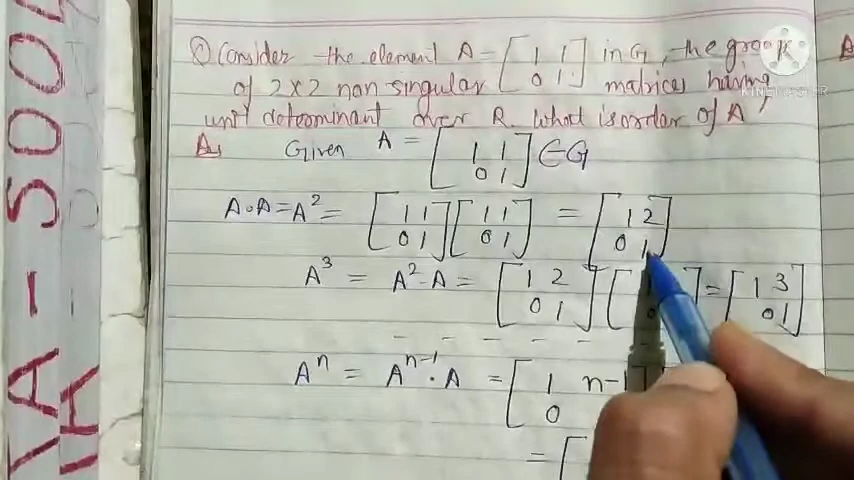 Q Consider the element A = [1 1 0 1] in G, the group
of 2×2 non singular matrices having
unit determinant over R. What is order of A?
As Given A = [1 1 0 1] ∈ G
A·A = A² = [1 1 0 1] [1 1 0 1] = [1 2 0 1]
A³ = A²·A = [1 2 0 1] [ ] = [1 3 0 1]
– – – – – –
Aⁿ = Aⁿ⁻¹·A = [1 n-1 0
= [
KINEMASTER
A-5004